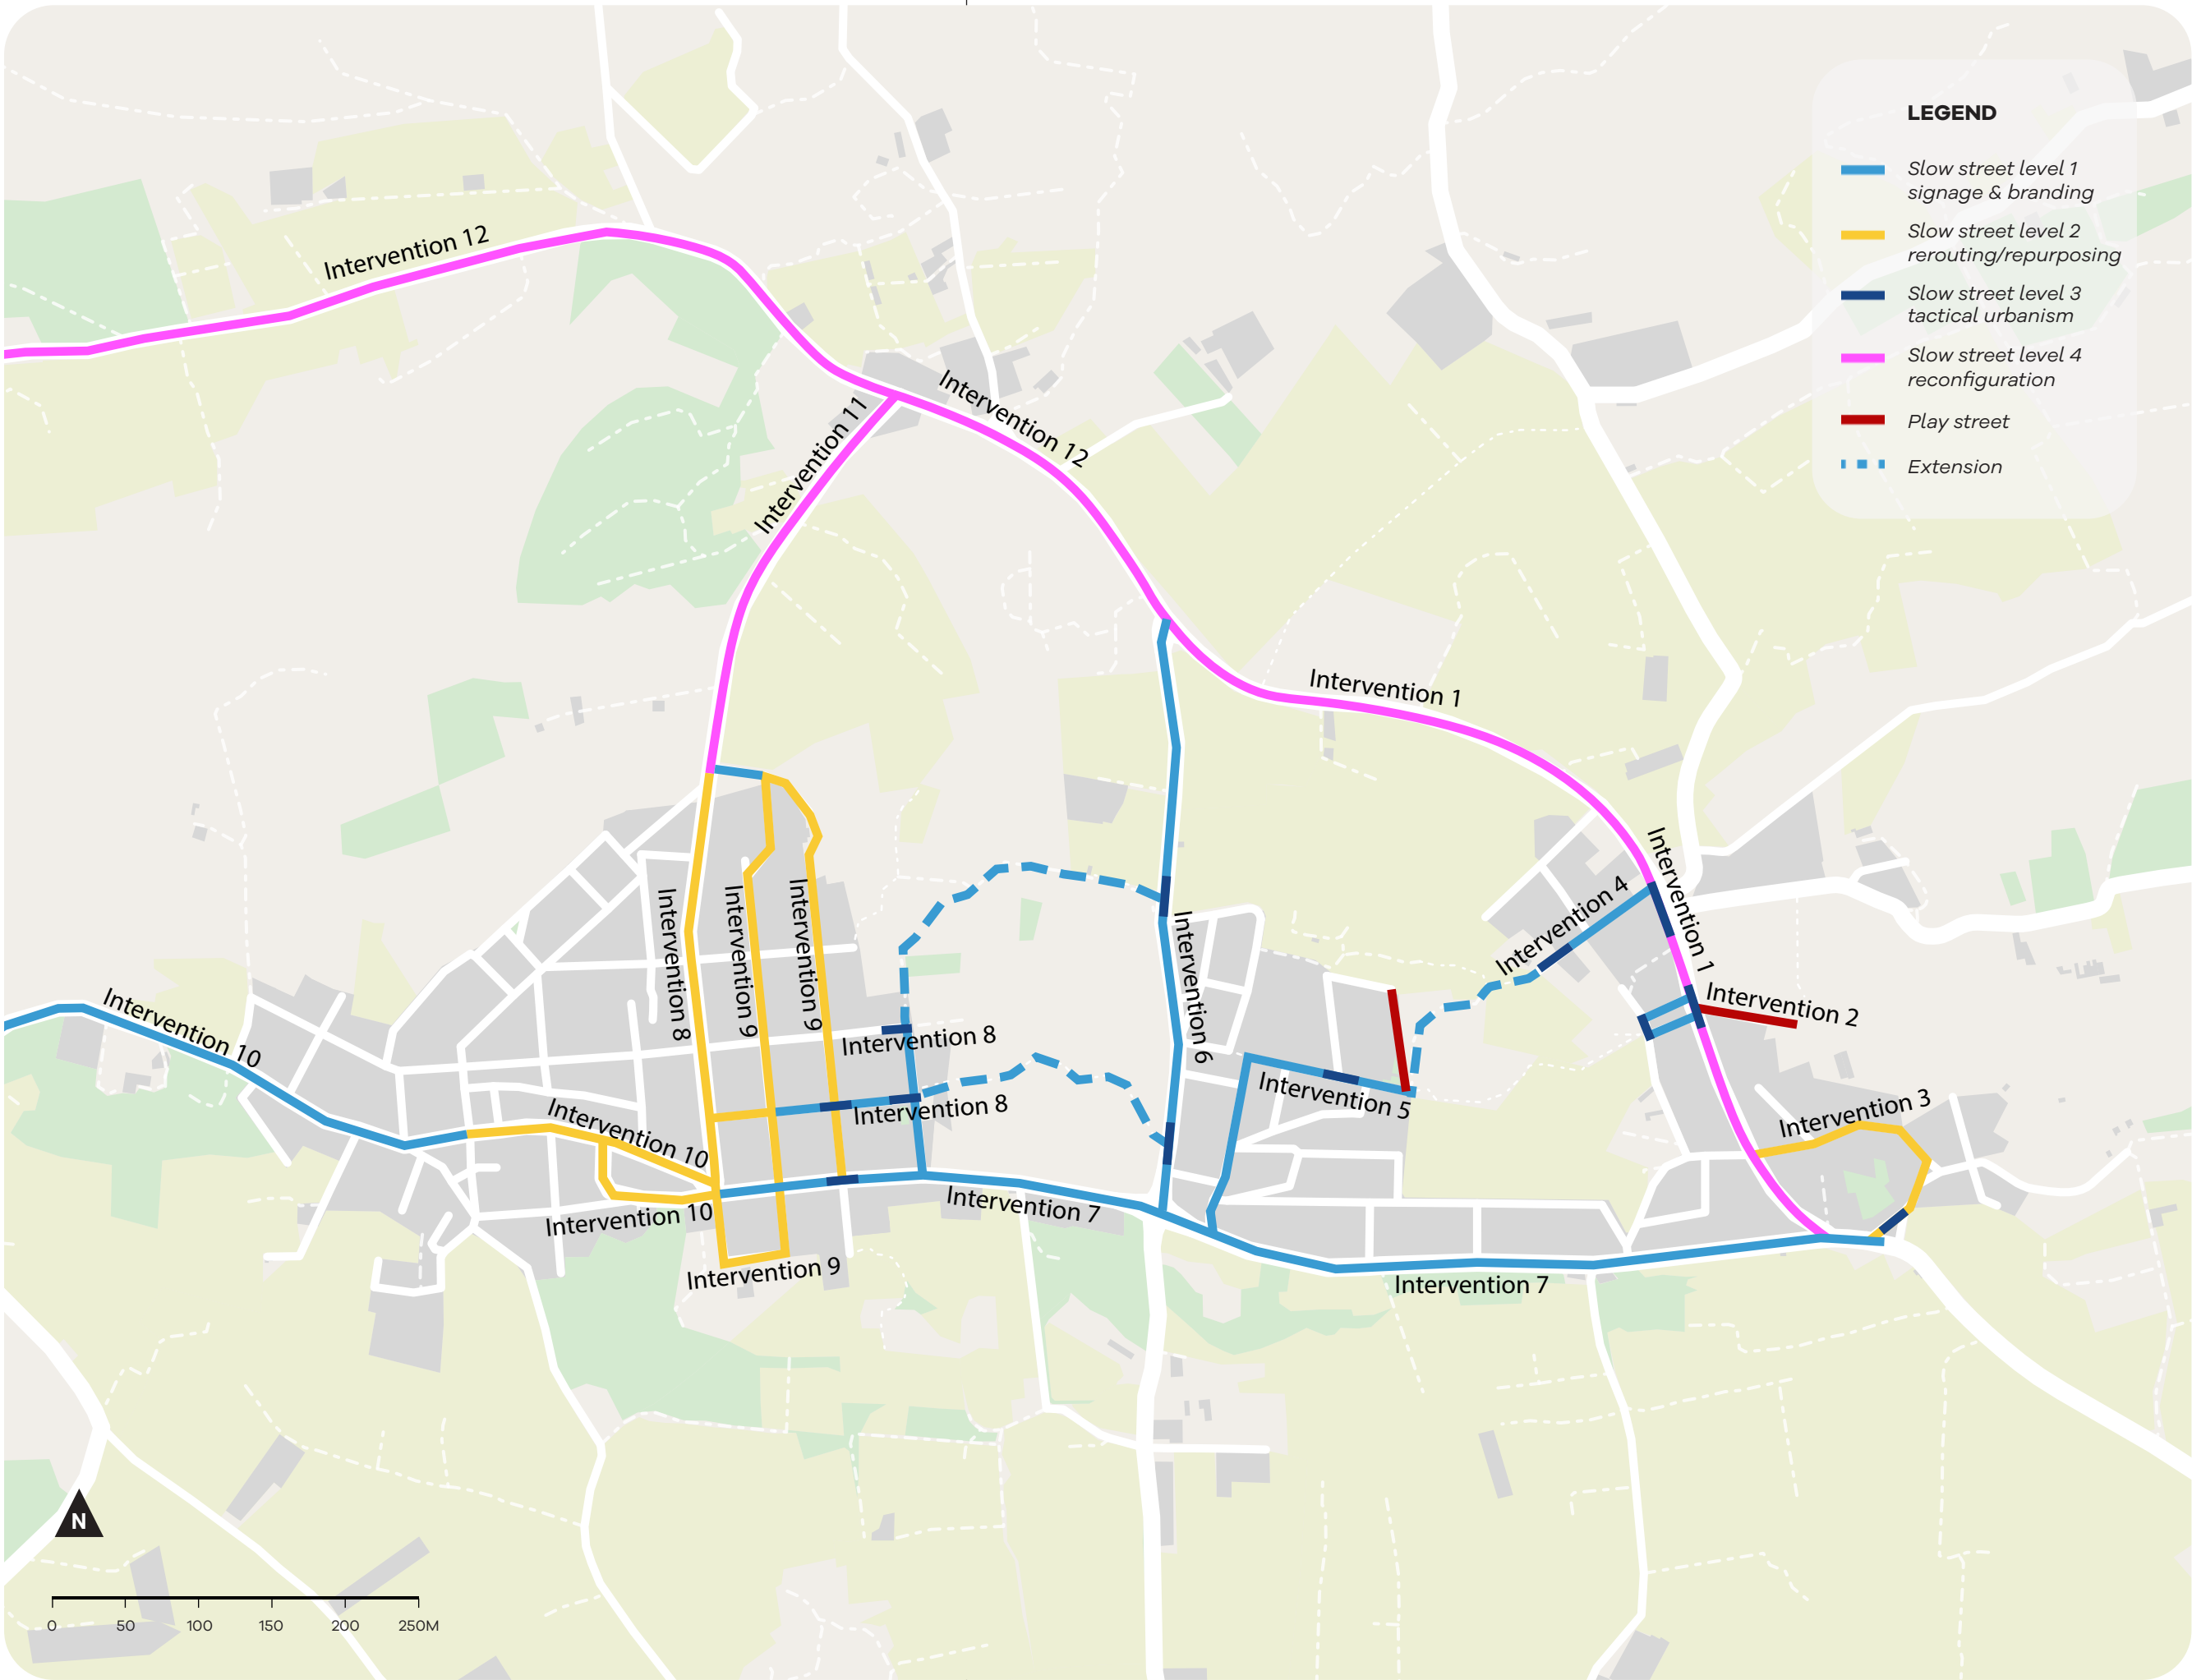 LEGEND
Slow street level 1
signage & branding
Slow street level 2
rerouting/repurposing
Slow street level 3
tactical urbanism
Slow street level 4
reconfiguration
Play street
Extension
Intervention 12
Intervention 12
Intervention 11
Intervention 1
Intervention 1
Intervention 4
Intervention 8
Intervention 9
Intervention 9
Intervention 6
Intervention 10
Intervention 2
Intervention 8
Intervention 5
Intervention 8
Intervention 3
Intervention 10
Intervention 10
Intervention 7
Intervention 9
Intervention 7
N
0 50 100 150 200 250M